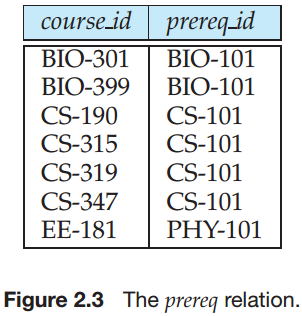 course_id prereq_id
BIO-301 BIO-101
BIO-399 BIO-101
CS-190 CS-101
CS-315 CS-101
CS-319 CS-101
CS-347 CS-101
EE-181 PHY-101
Figure 2.3 The prereq relation.